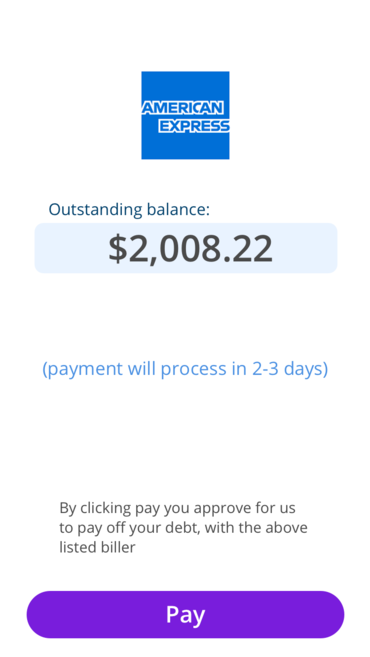 AMERICAN
EXPRESS
Outstanding balance:
$2,008.22
(payment will process in 2-3 days)
By clicking pay you approve for us
to pay off your debt, with the above
listed biller
Pay